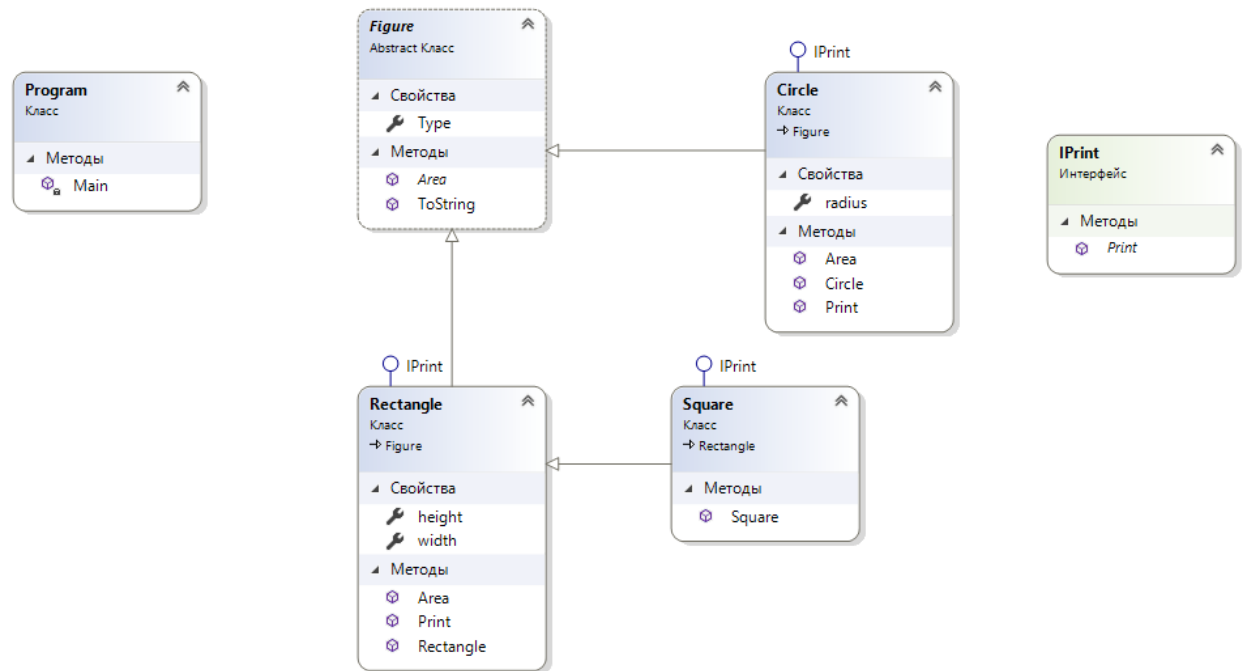 Program
Класс
Методы
Main
Figure
Abstract Класс
Свойства
Type
Методы
Area
ToString
IPrint
Circle
Класс
Figure
Свойства
radius
Методы
Area
Circle
Print
IPrint
Интерфейс
Методы
Print
IPrint
Rectangle
Класс
Figure
Свойства
height
width
Методы
Area
Print
Rectangle
IPrint
Square
Класс
Rectangle
Методы
Square